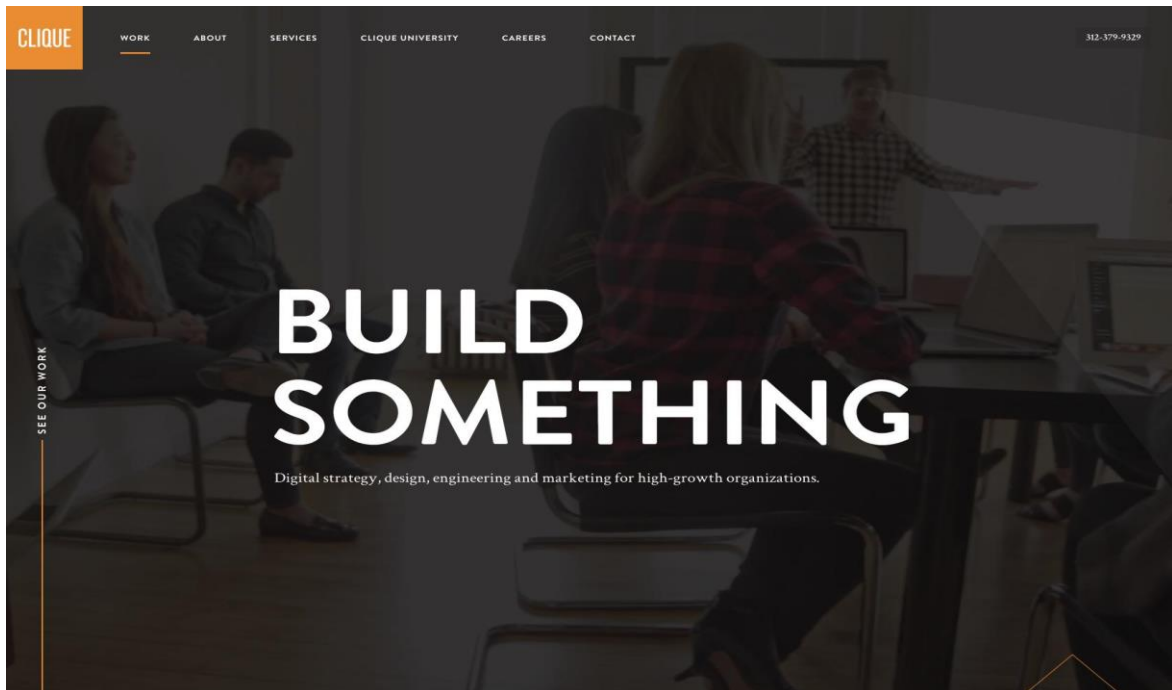 CLIQUE
WORK ABOUT SERVICES CLIQUE UNIVERSITY CAREERS CONTACT
312-379-9329
BUILD
SOMETHING
Digital strategy, design, engineering and marketing for high-growth organizations.
SEE OUR WORK